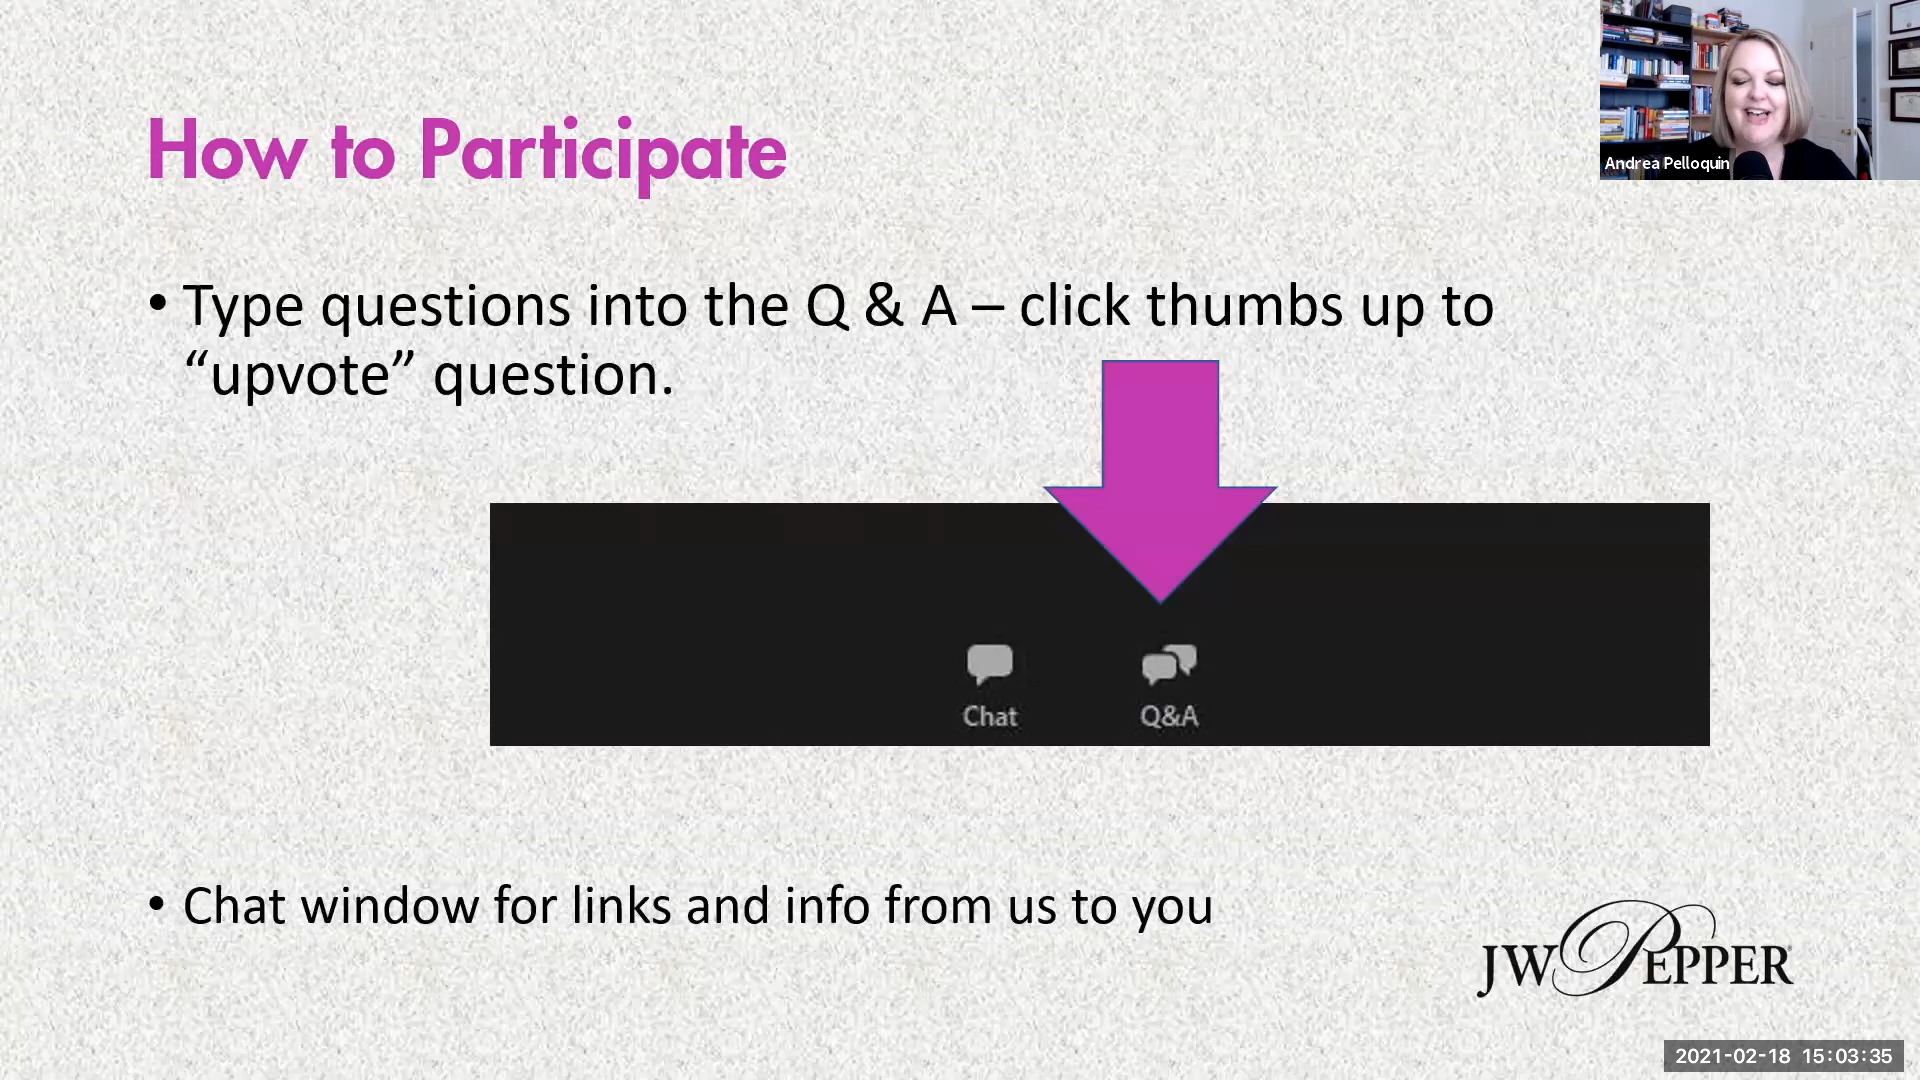 How to Participate
Andrea Pelloquin
• Type questions into the Q & A – click thumbs up to
“upvote” question.
Chat
Q&A
• Chat window for links and info from us to you
JW PEPPER
2021-02-18 15:03:35